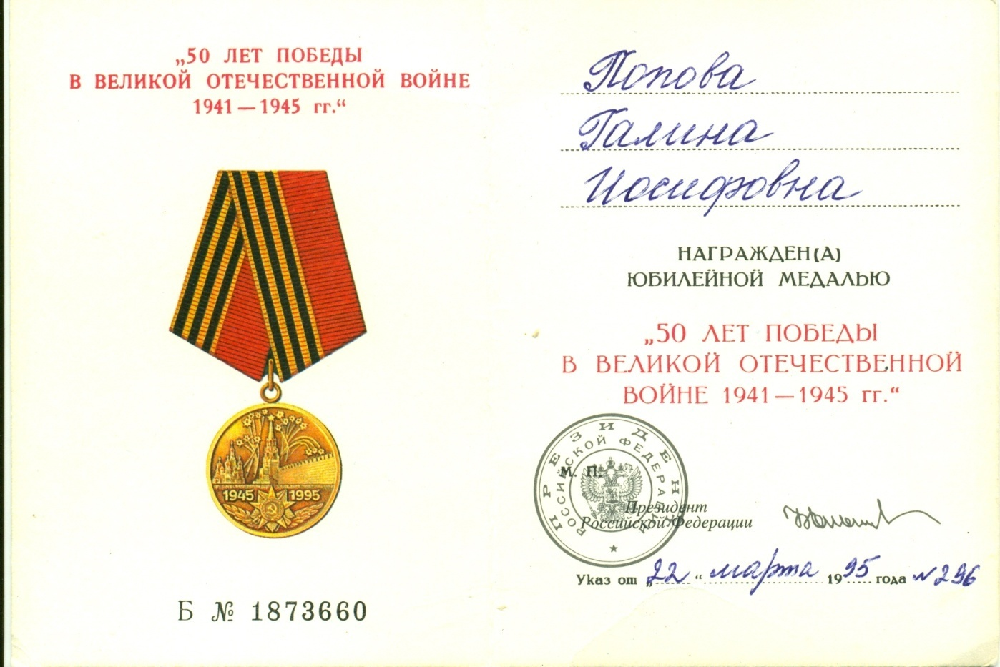 „50 ЛЕТ ПОБЕДЫ
В ВЕЛИКОЙ ОТЕЧЕСТВЕННОЙ ВОЙНЕ
1941 — 1945 гг.“
1945 1995
Б № 1873660
Попова
Галина
Иосифовна
НАГРАЖДЕН(А)
ЮБИЛЕЙНОЙ МЕДАЛЬЮ
„50 ЛЕТ ПОБЕДЫ
В ВЕЛИКОЙ ОТЕЧЕСТВЕННОЙ
ВОЙНЕ 1941 — 1945 гг.“
ПРЕЗИДЕНТ
РОССИЙСКОЙ ФЕДЕРАЦИИ
М. П.
Президент
Российской Федерации
Указ от „22“ марта 1995 года №296